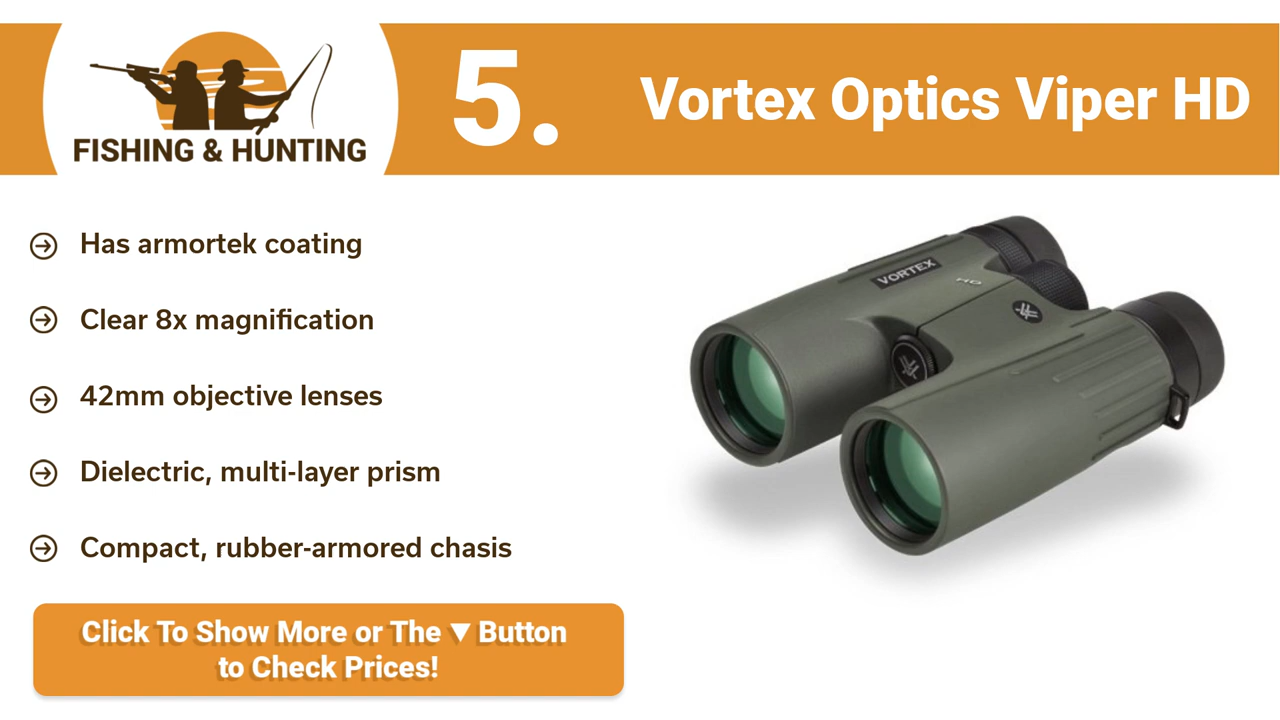 FISHING & HUNTING
5.
Vortex Optics Viper HD
Has armortek coating
Clear 8x magnification
42mm objective lenses
Dielectric, multi-layer prism
Compact, rubber-armored chasis
VORTEX
HD
Click To Show More or The ▼ Button
to Check Prices!